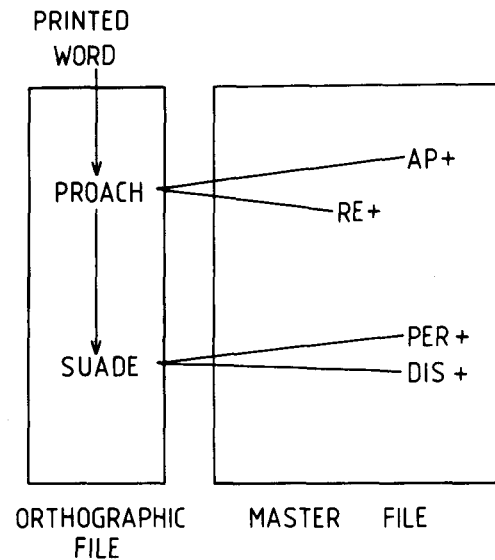 PRINTED
WORD
PROACH
AP+
RE+
SUADE
PER+
DIS +
ORTHOGRAPHIC
FILE
MASTER FILE